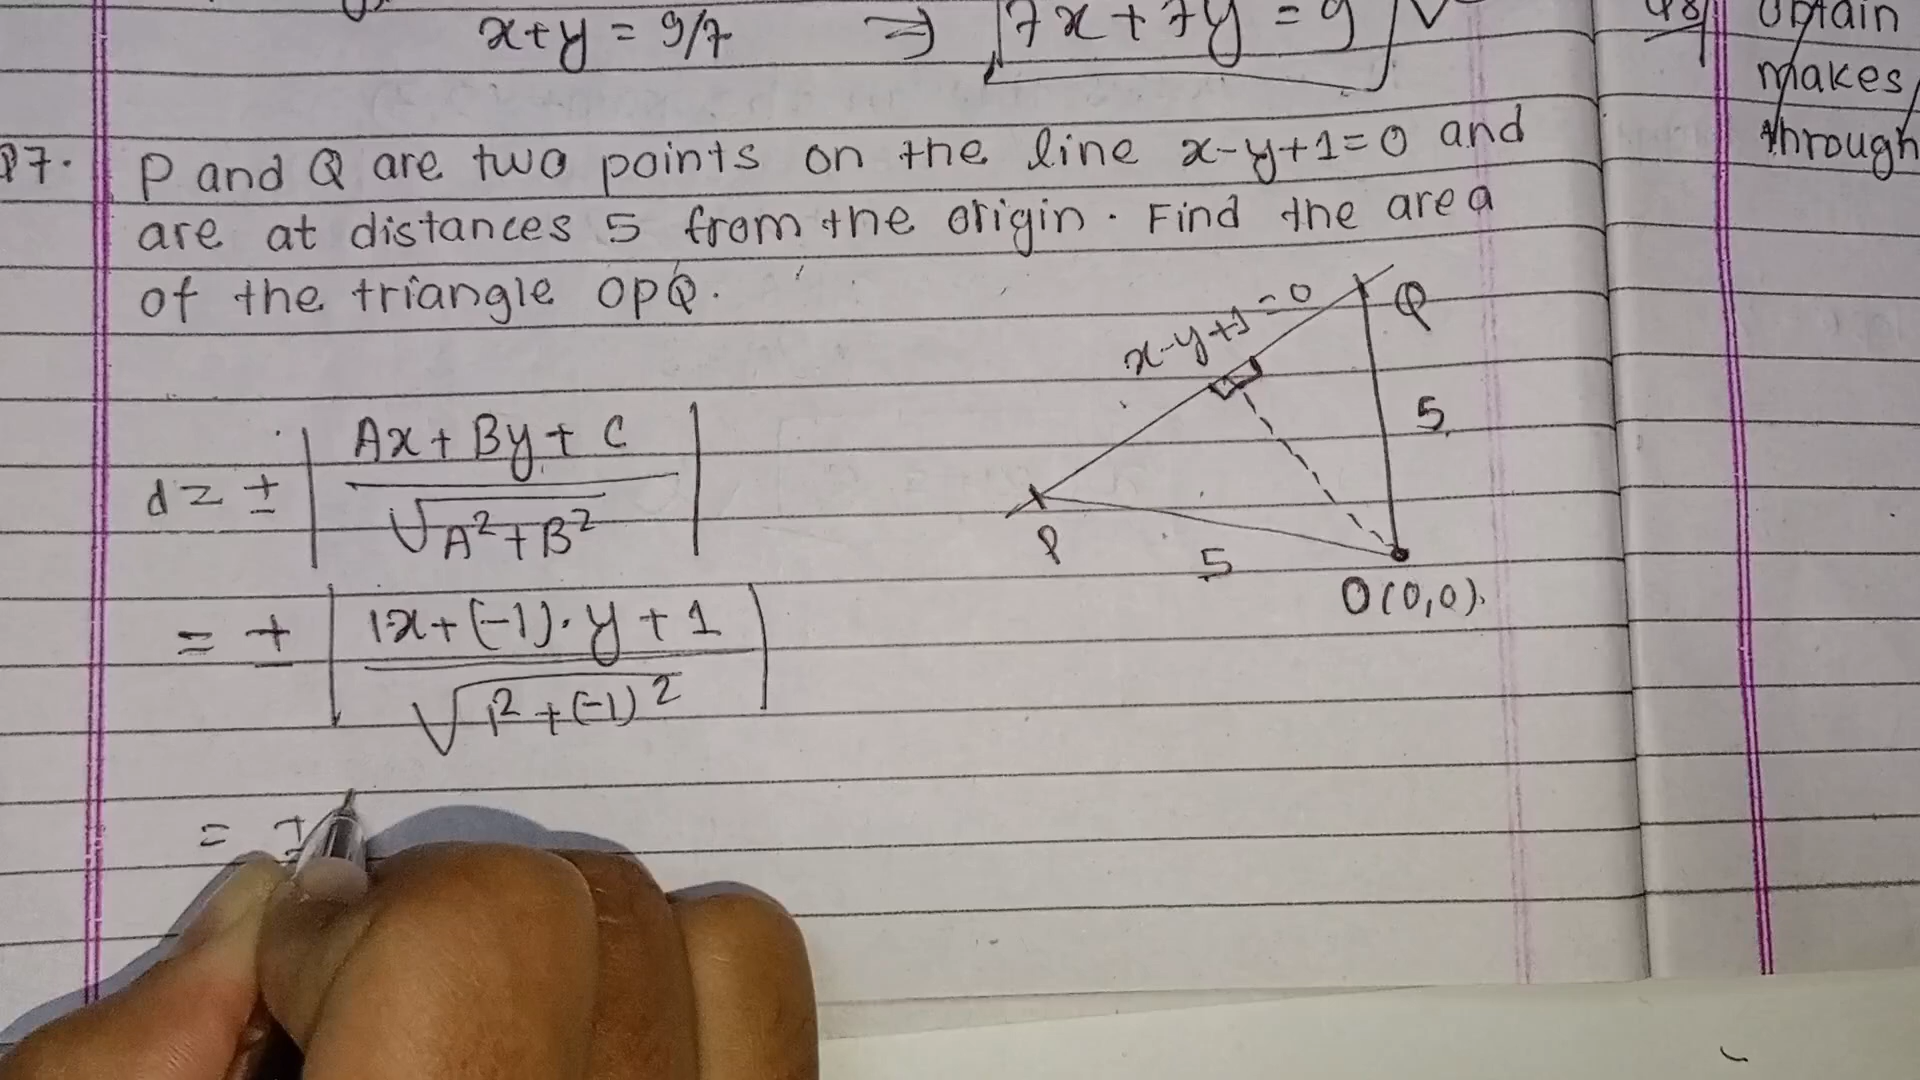 x+y = 9/7 ⇒ 7x+7y = 9
Q7. P and Q are two points on the line x-y+1=0 and
are at distances 5 from the origin. Find the area
of the triangle OPQ.
x-y+1=0
Q
5
P
5
O(0,0).
d = ± | Ax + By + C / √A²+B² |
= ± | 1x+(-1)·y+1 / √1²+(-1)² |
= ±
Q8 Obtain
makes
through